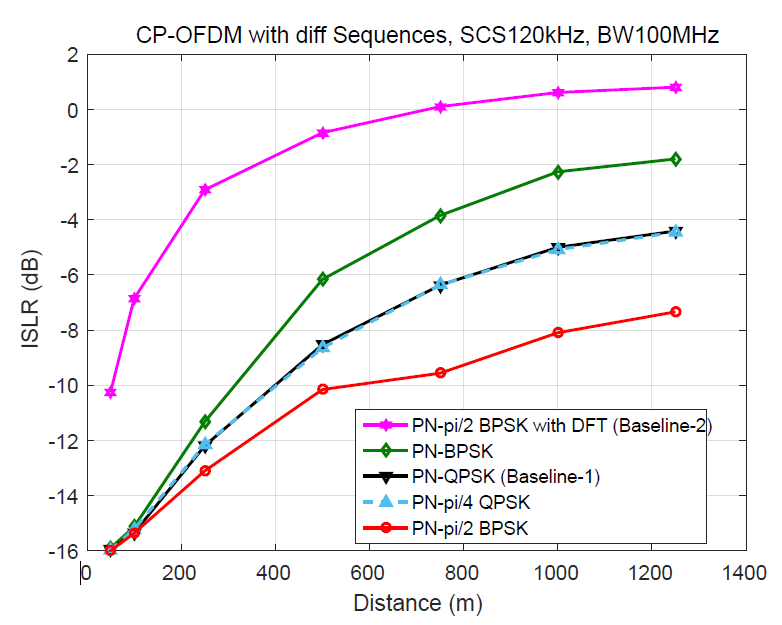 CP-OFDM with diff Sequences, SCS120kHz, BW100MHz
2
0
-2
-4
-6
-8
-10
-12
-14
-16
ISLR (dB)
PN-pi/2 BPSK with DFT (Baseline-2)
PN-BPSK
PN-QPSK (Baseline-1)
PN-pi/4 QPSK
PN-pi/2 BPSK
0 200 400 600 800 1000 1200 1400
Distance (m)